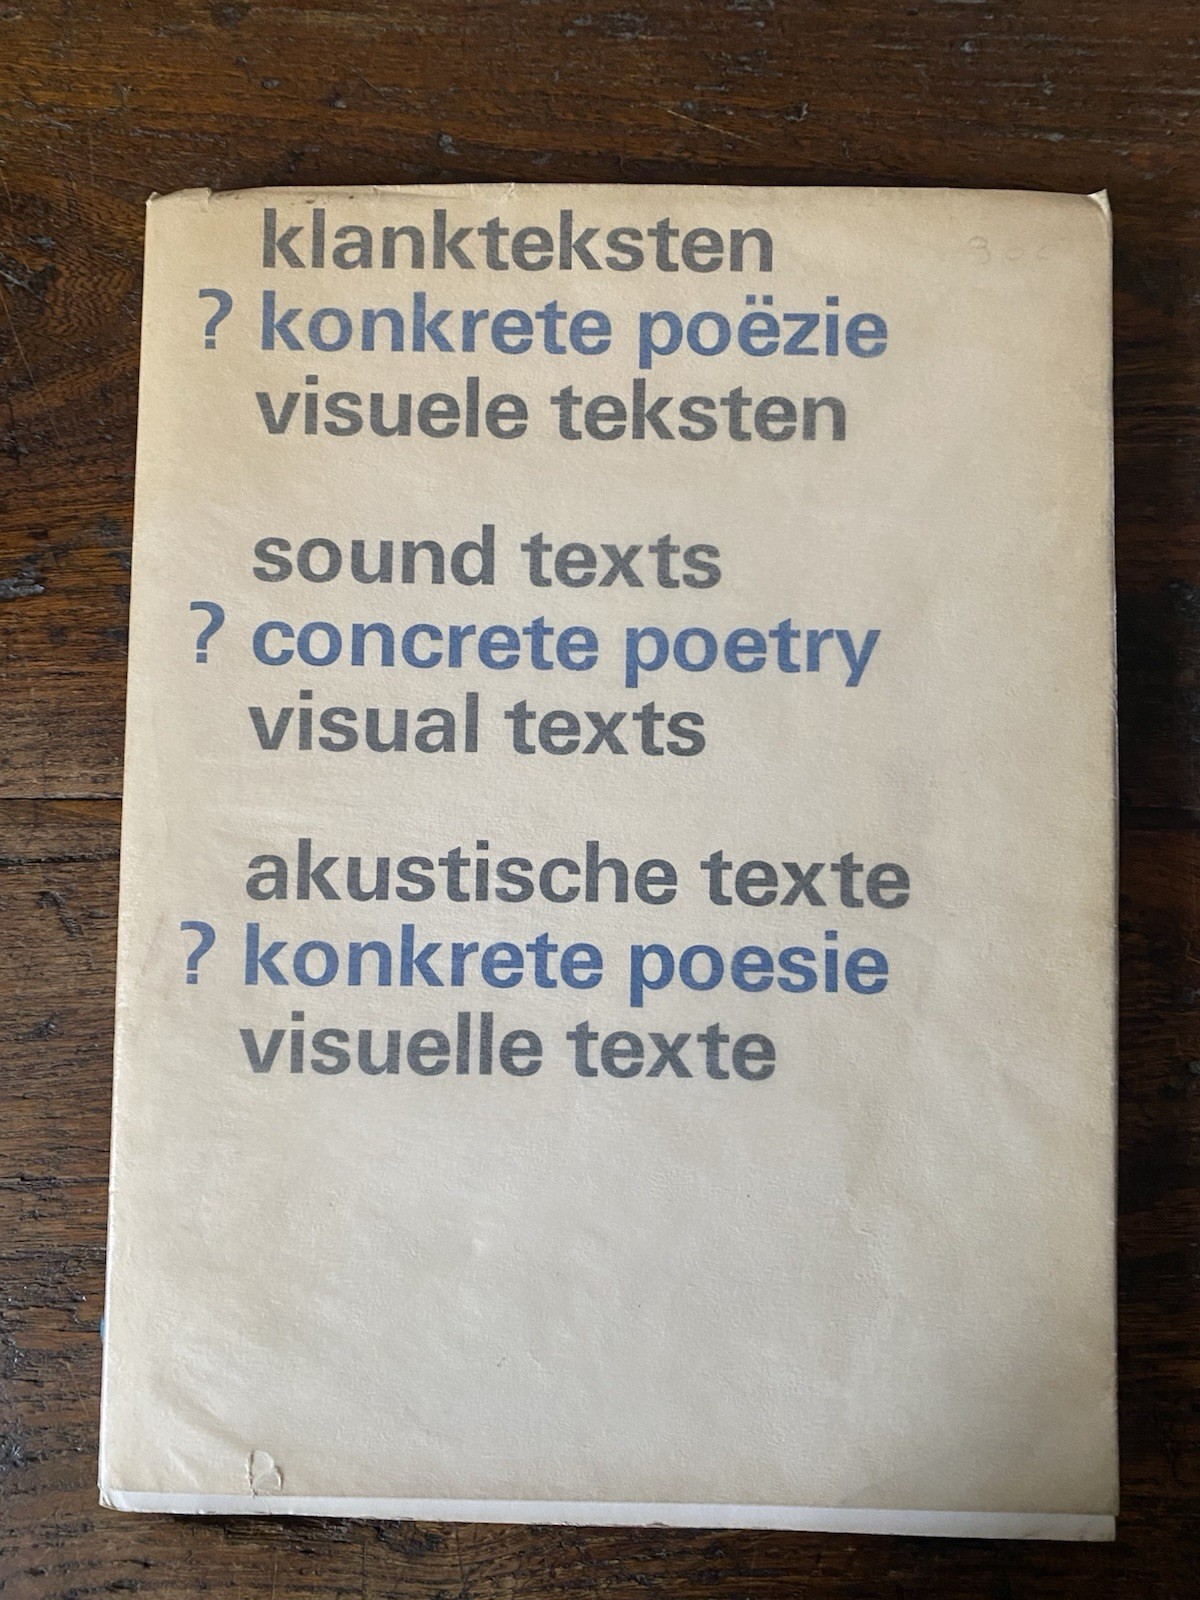 klankteksten
? konkrete poëzie
visuele teksten
sound texts
? concrete poetry
visual texts
akustische texte
? konkrete poesie
visuelle texte